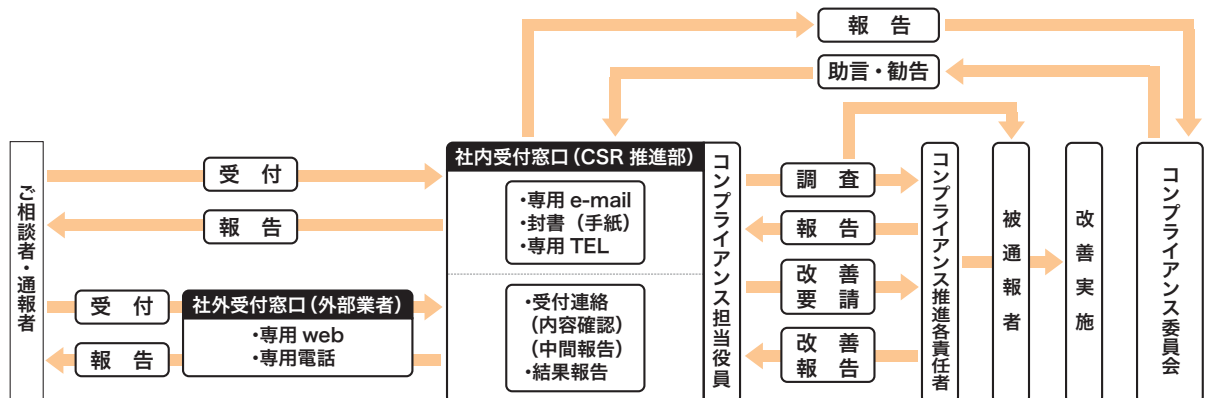 報 告
助言・勧告
ご相談者・通報者
受 付
報 告
受 付
報 告
社外受付窓口（外部業者）
・専用 web
・専用電話
社内受付窓口（CSR 推進部）
・専用 e-mail
・封書（手紙）
・専用 TEL
・受付連絡
（内容確認）
（中間報告）
・結果報告
コンプライアンス担当役員
調 査
報 告
改 善
要 請
改 善
報 告
コンプライアンス推進各責任者
被通報者
改善実施
コンプライアンス委員会